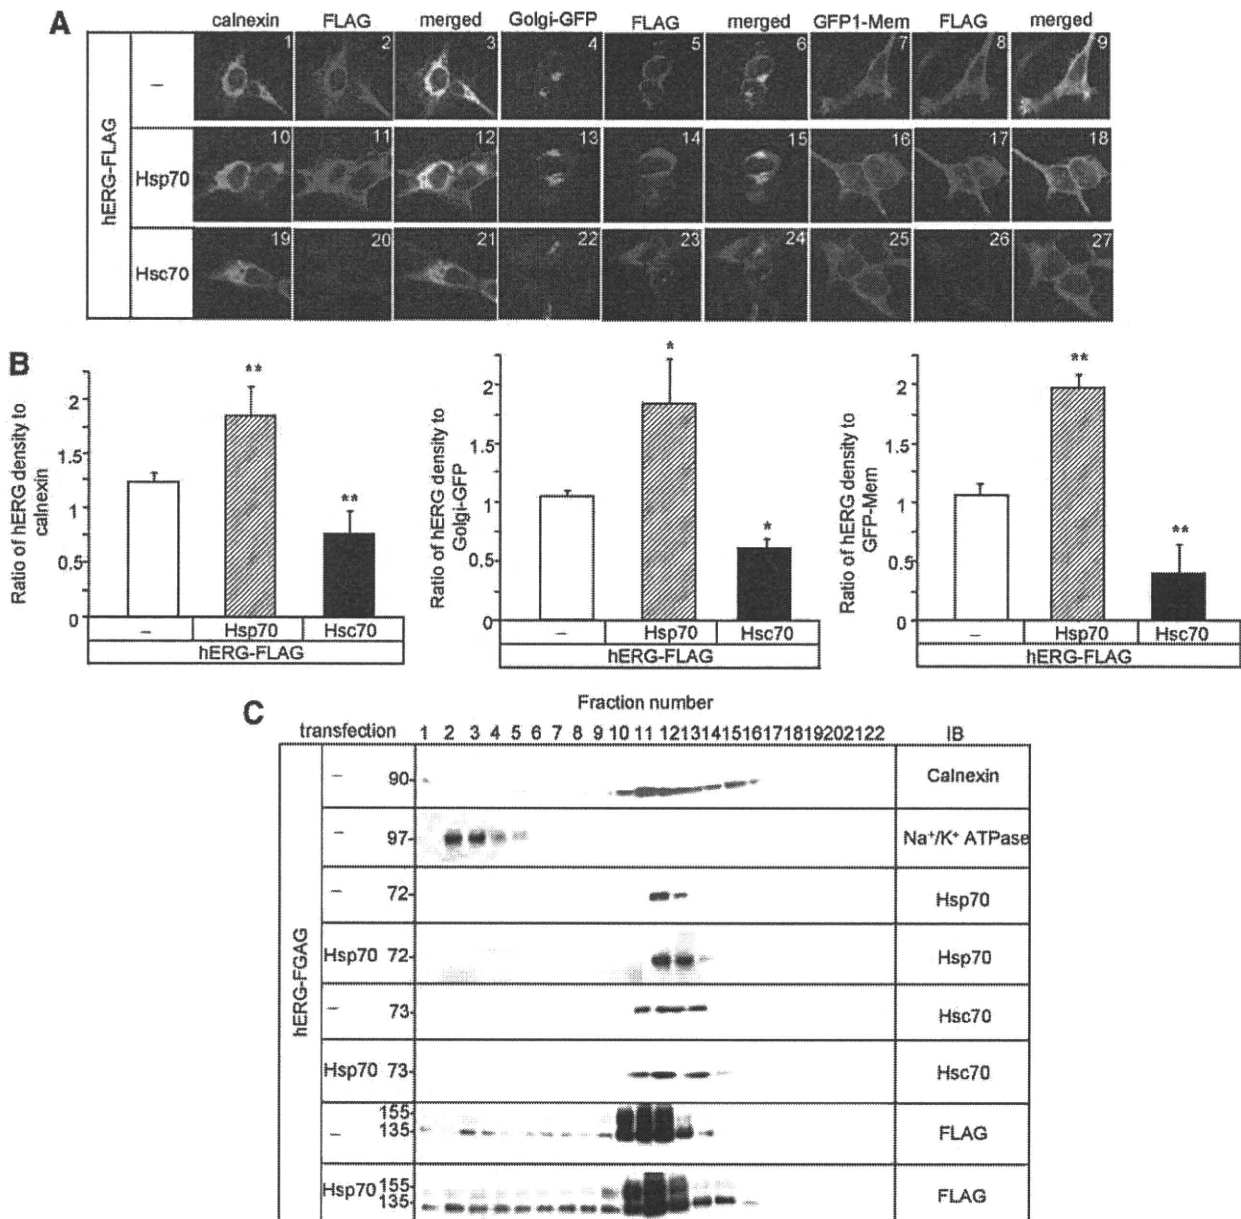 A
calnexin FLAG merged Golgi-GFP FLAG merged GFP1-Mem FLAG merged
hERG-FLAG
– 1 2 3 4 5 6 7 8 9
Hsp70 10 11 12 13 14 15 16 17 18
Hsc70 19 20 21 22 23 24 25 26 27
B
Ratio of hERG density to
calnexin
2
1.5
1
0.5
0
**
**
– Hsp70 Hsc70
hERG-FLAG
Ratio of hERG density to
Golgi-GFP
2
1.5
1
0.5
0
*
*
– Hsp70 Hsc70
hERG-FLAG
Ratio of hERG density to
GFP-Mem
2
1.5
1
0.5
0
**
**
– Hsp70 Hsc70
hERG-FLAG
C
Fraction number
transfection 1 2 3 4 5 6 7 8 9 10 11 12 13 14 15 16 17 18 19 20 21 22 IB
hERG-FGAG
– 90- Calnexin
– 97- Na⁺/K⁺ ATPase
– 72- Hsp70
Hsp70 72- Hsp70
– 73- Hsc70
Hsp70 73- Hsc70
155-
– 135- FLAG
Hsp70 155-
135- FLAG